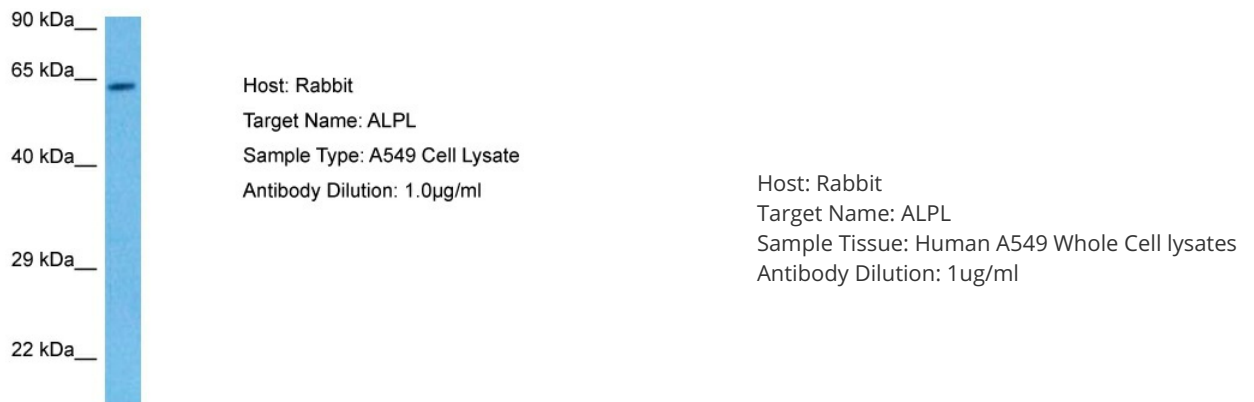 90 kDa__
65 kDa__
40 kDa__
29 kDa__
22 kDa__
Host: Rabbit
Target Name: ALPL
Sample Type: A549 Cell Lysate
Antibody Dilution: 1.0µg/ml
Host: Rabbit
Target Name: ALPL
Sample Tissue: Human A549 Whole Cell lysates
Antibody Dilution: 1ug/ml